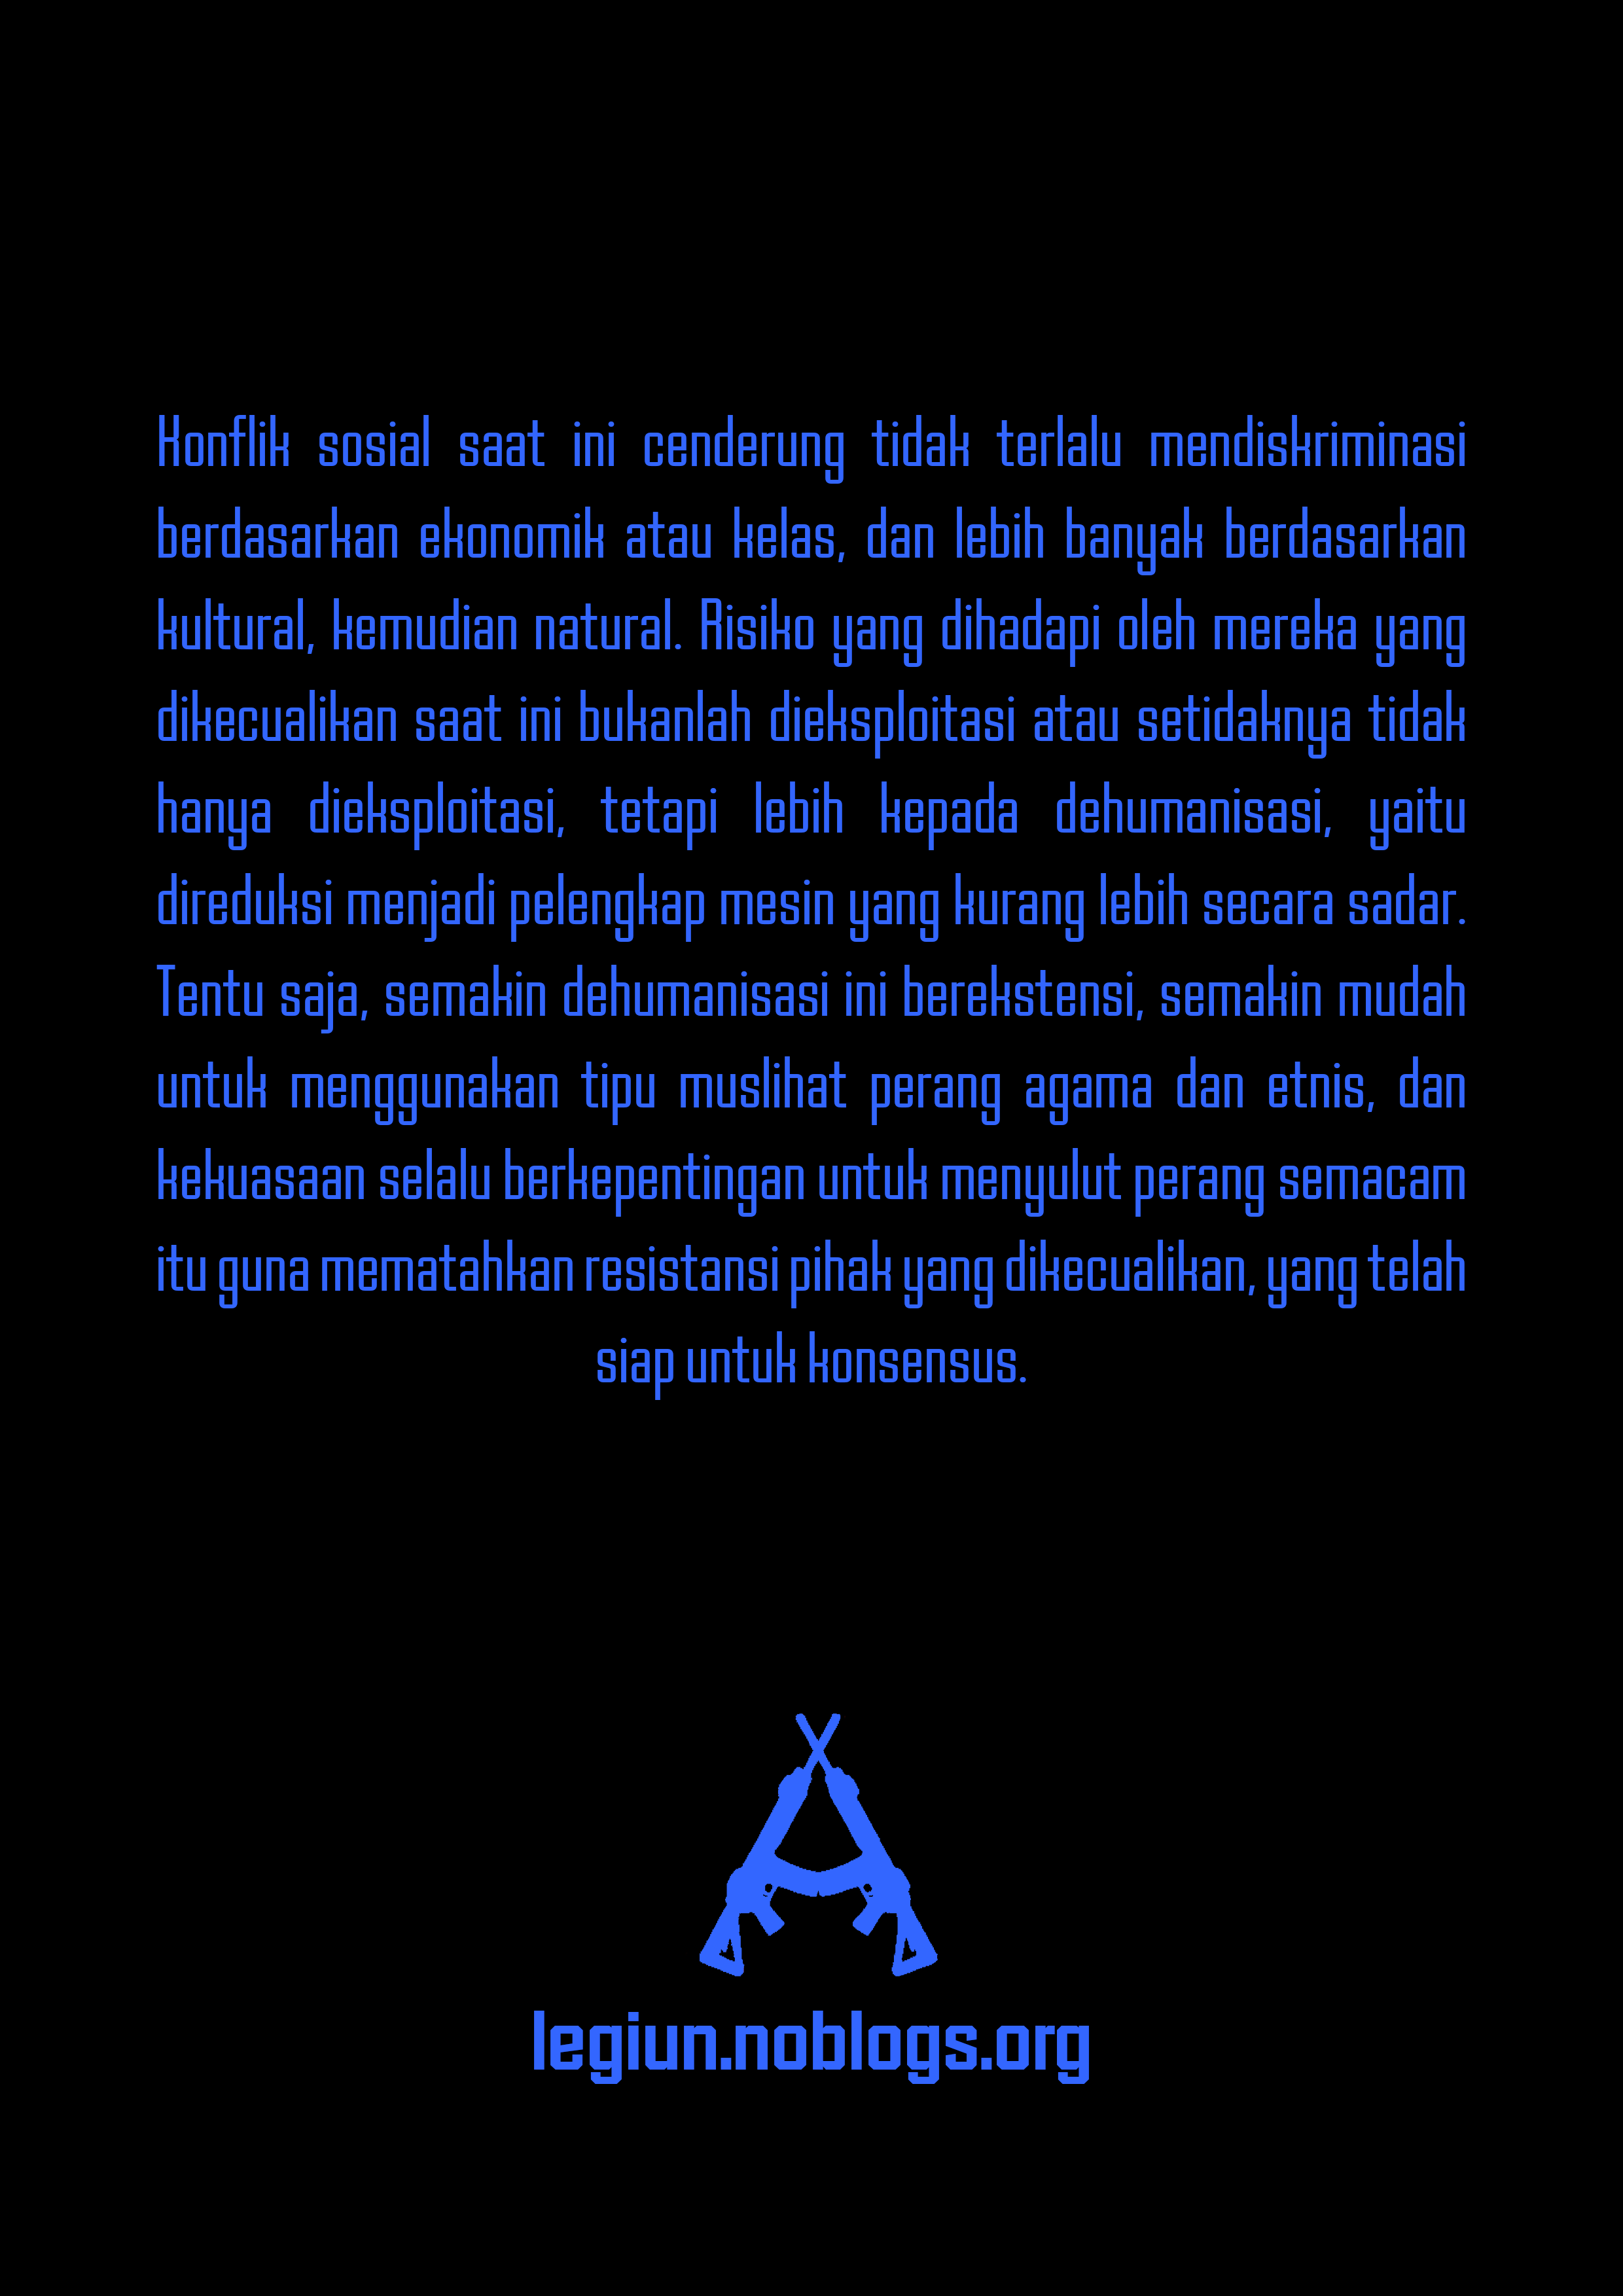 Konflik sosial saat ini cenderung tidak terlalu mendiskriminasi
berdasarkan ekonomik atau kelas, dan lebih banyak berdasarkan
kultural, kemudian natural. Risiko yang dihadapi oleh mereka yang
dikecualikan saat ini bukanlah dieksploitasi atau setidaknya tidak
hanya dieksploitasi, tetapi lebih kepada dehumanisasi, yaitu
direduksi menjadi pelengkap mesin yang kurang lebih secara sadar.
Tentu saja, semakin dehumanisasi ini berekstensi, semakin mudah
untuk menggunakan tipu muslihat perang agama dan etnis, dan
kekuasaan selalu berkepentingan untuk menyulut perang semacam
itu guna mematahkan resistansi pihak yang dikecualikan, yang telah
siap untuk konsensus.
legiun.noblogs.org